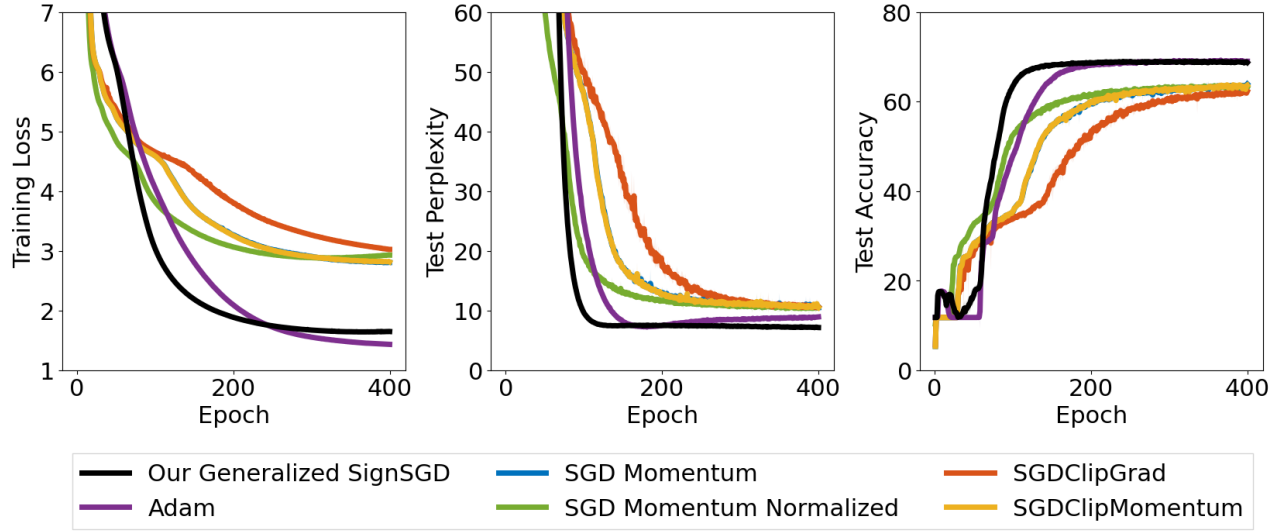 7
6
5
4
3
2
1
0
200
400
Training Loss
Epoch
60
50
40
30
20
10
0
0
200
400
Test Perplexity
Epoch
80
60
40
20
0
0
200
400
Test Accuracy
Epoch
Our Generalized SignSGD
SGD Momentum
SGDClipGrad
Adam
SGD Momentum Normalized
SGDClipMomentum